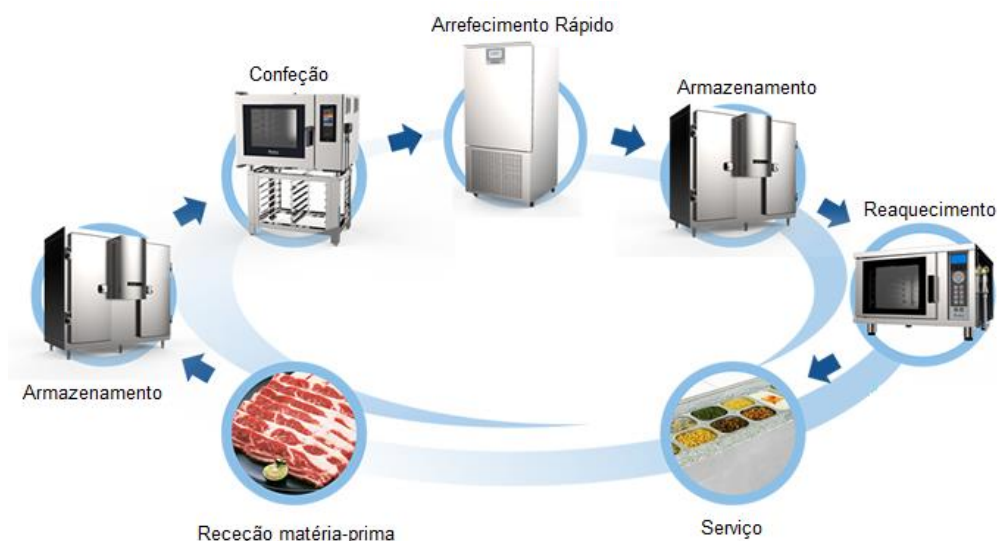 Arrefecimento Rápido
Confeção
Armazenamento
Reaquecimento
Armazenamento
Receção matéria-prima
Serviço